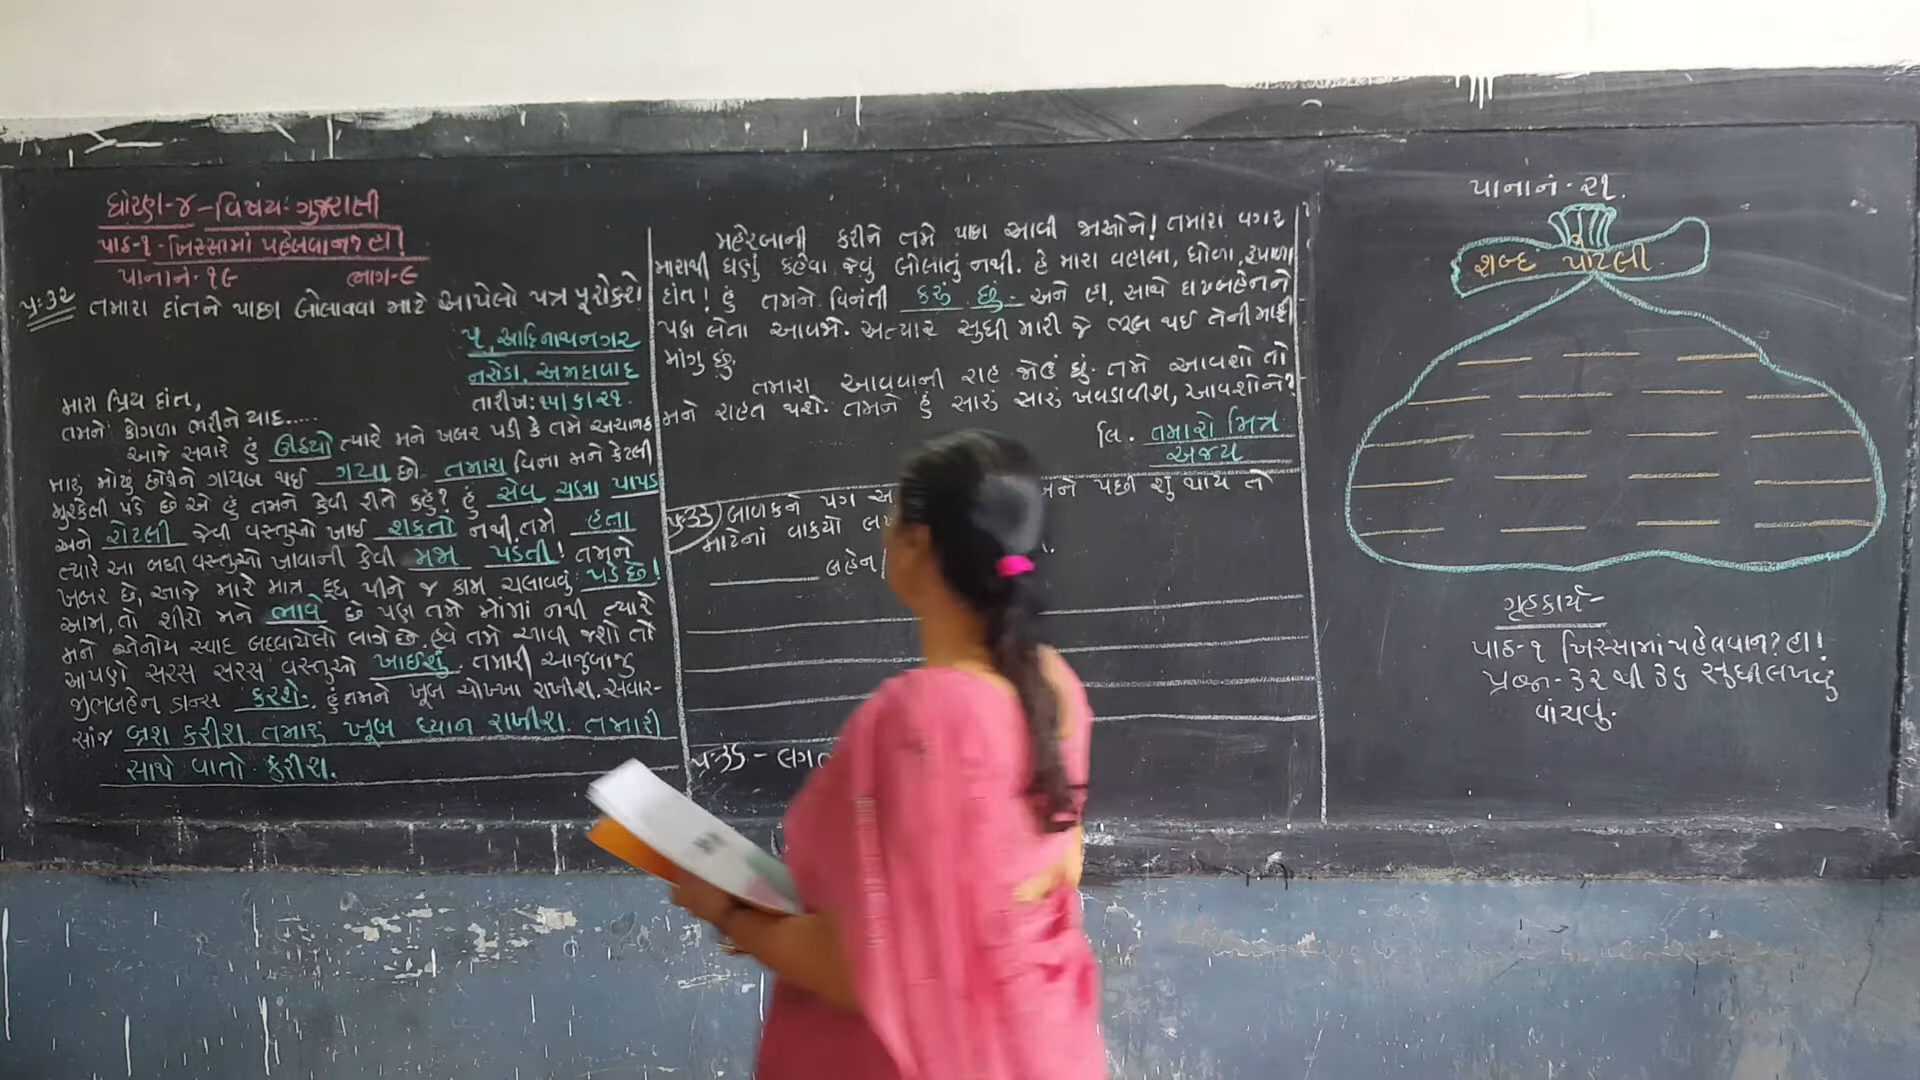 ધોરણ-૪ - વિષય: ગુજરાતી
પાઠ-૧ - ખિસ્સામાં પહેલવાન? હા!
પાના નં. ૧૯ ભાગ-૯
પ્ર:૩૨ તમારા દાંતને પાછા બોલાવવા માટે આપેલો પત્ર પૂરો કરો
૫, આદિનાથનગર
નરોડા, અમદાવાદ
તારીખ:
મારા પ્રિય દાંત,
તમને કોગળા ભરીને યાદ.....
આજે સવારે હું ઊઠયો ત્યારે મને ખબર પડી કે તમે અચાનક
મારું મોઢું છોડીને ગાયબ થઈ ગયા છો. તમારા વિના મને કેટલી
મુશ્કેલી પડે છે એ હું તમને કેવી રીતે કહું? હું સેવ ચણા પાપડ
અને રોટલી જેવી વસ્તુઓ ખાઈ શકતો નથી. તમે હતા
ત્યારે આ બધી વસ્તુઓ ખાવાની કેવી મજા પડતી! તમને
ખબર છે, આજે મારે માત્ર દૂધ પીને જ કામ ચલાવવું પડે છે!
આમ, તો શીરો મને ભાવે છે પણ તમે મોંમાં નથી ત્યારે
મને એનોય સ્વાદ બદલાયેલો લાગે છે. હવે તમે આવી જશો તો
આપણે સરસ સરસ વસ્તુઓ ખાઈશું. તમારી આજુબાજુ
જીભબહેન ડાન્સ કરશે. હું તમને ખૂબ ચોખ્ખા રાખીશ. સવાર-
સાંજ બ્રશ કરીશ. તમારું ખૂબ ધ્યાન રાખીશ. તમારી
સાથે વાતો કરીશ.
મહેરબાની કરીને તમે પાછા આવી જાઓને! તમારા વગર
મારાથી ઘણું કહેવા જેવું બોલાતું નથી. હે મારા વહાલા, ધોળા, રૂપાળા
દાંત! હું તમને વિનંતી કરું છું. અને હા, સાથે દાઢબહેનને
પણ લેતા આવજો. અત્યાર સુધી મારી જે ભૂલ થઈ તેની માફી
માંગુ છું.
તમારા આવવાની રાહ જોઉં છું. તમે આવશો તો
મને રાહત થશે. તમને હું સારું સારું ખવડાવીશ, આવશોને?
લિ. તમારો મિત્ર
અજય
પ્ર:૩૩ બાળકને પગ પછી શું થાય તો
માટેનાં વાક્યો
બહેન
પ્ર:૩૬ -
પાના નં. ૨૧.
શબ્દ પોટલી
ગૃહકાર્ય -
પાઠ-૧ ખિસ્સામાં પહેલવાન? હા!
પ્રશ્ન- ૩૨ થી ૩૬ સુધી લખવું
વાંચવું.